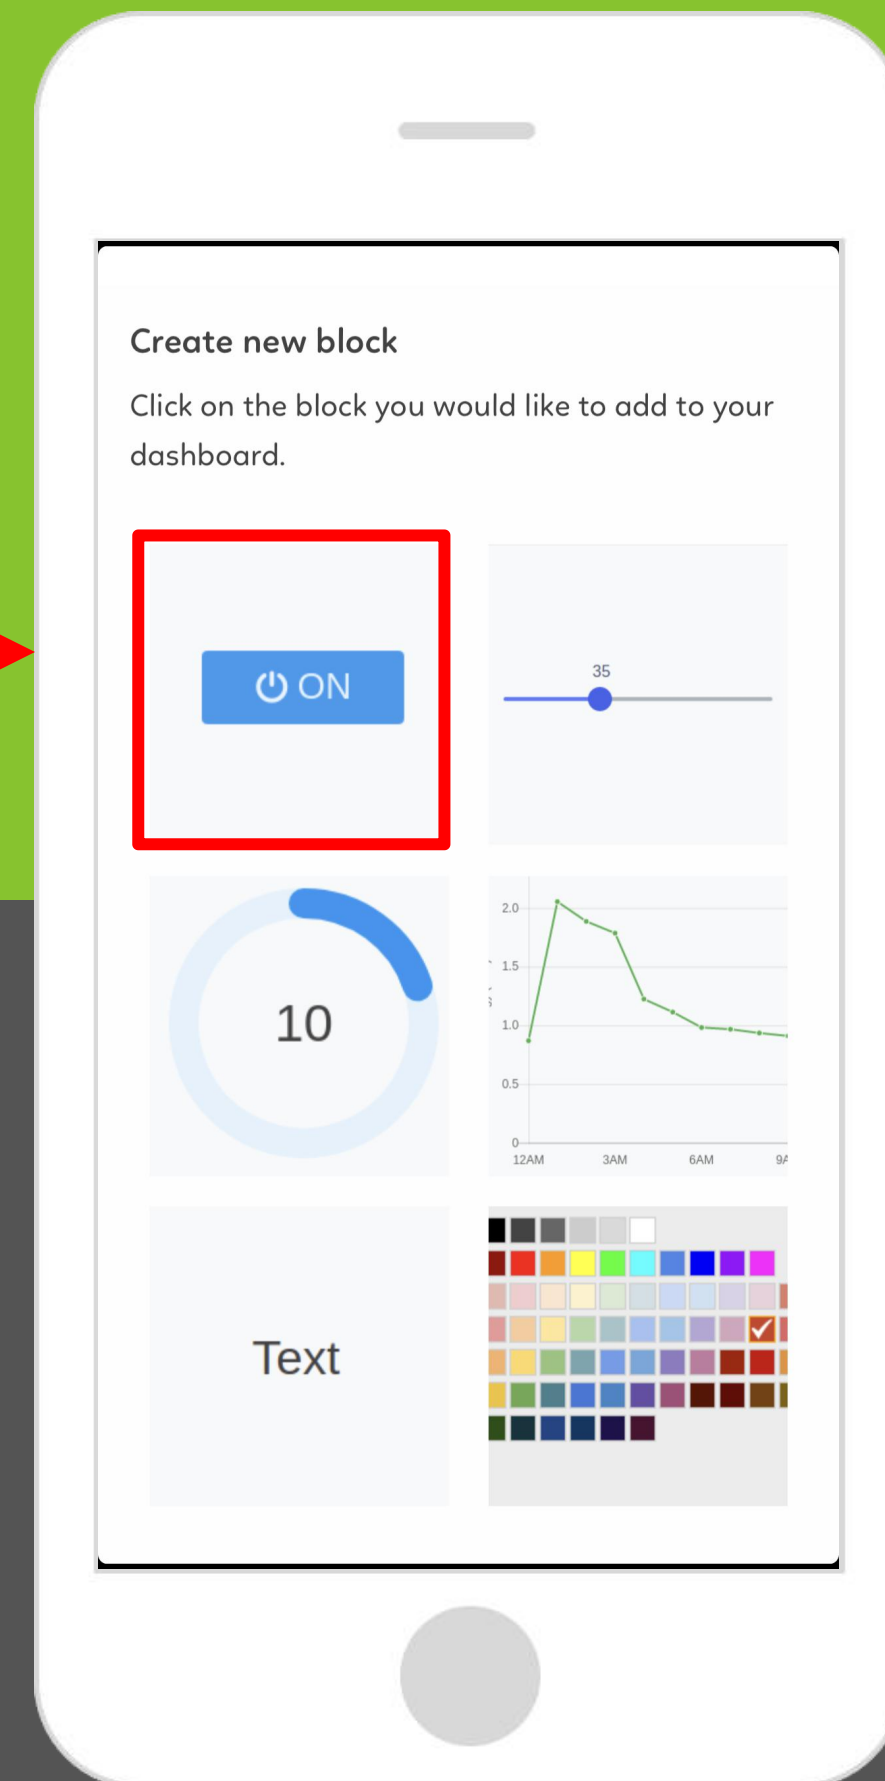 Create new block
Click on the block you would like to add to your
dashboard.
ON
35
10
2.0
1.5
1.0
0.5
0
12AM 3AM 6AM 9A
Text